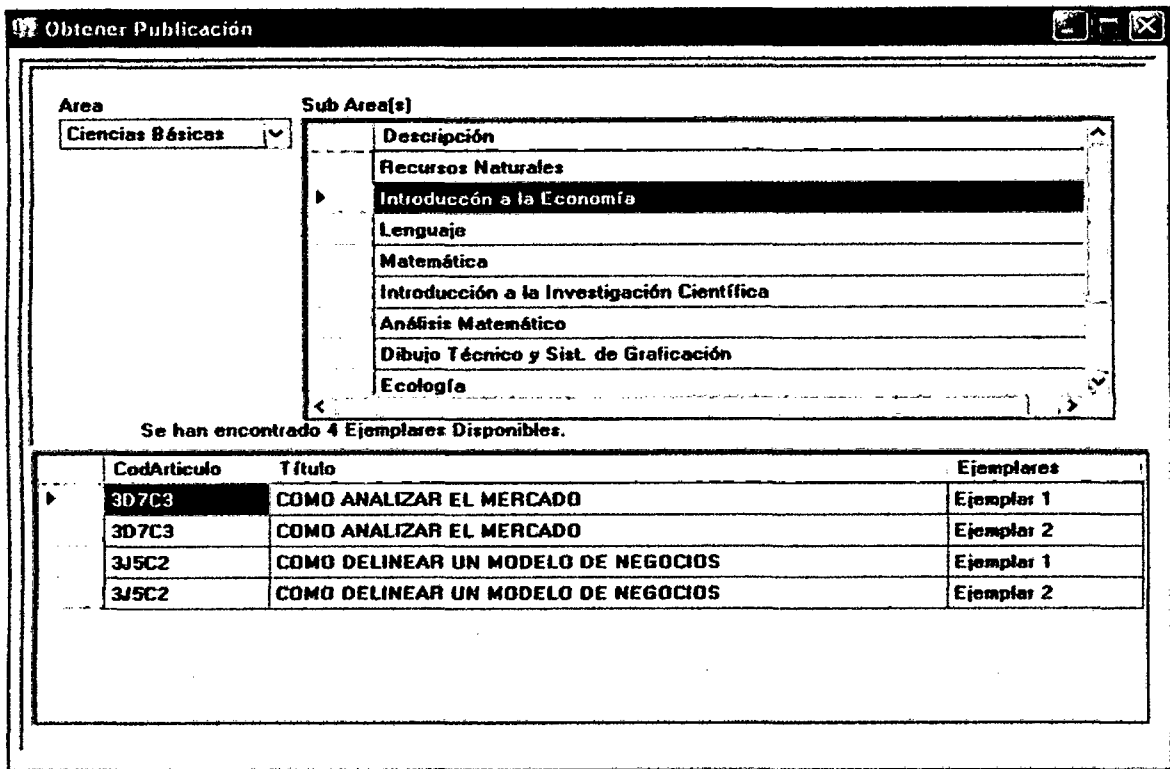 Obtener Publicación
Area
Sub Area(s)
Ciencias Básicas
Descripción
Recursos Naturales
Introduccón a la Economía
Lenguaje
Matemática
Introducción a la Investigación Científica
Análisis Matemático
Dibujo Técnico y Sist. de Graficación
Ecología
Se han encontrado 4 Ejemplares Disponibles.
CodArticulo Título Ejemplares
3D7C3 COMO ANALIZAR EL MERCADO Ejemplar 1
3D7C3 COMO ANALIZAR EL MERCADO Ejemplar 2
3J5C2 COMO DELINEAR UN MODELO DE NEGOCIOS Ejemplar 1
3J5C2 COMO DELINEAR UN MODELO DE NEGOCIOS Ejemplar 2